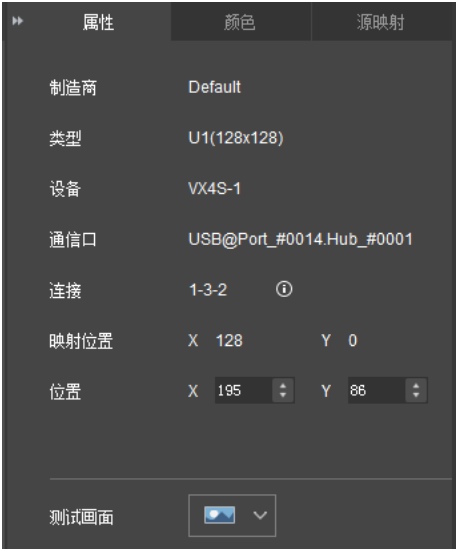 属性 颜色 源映射
制造商 Default
类型 U1(128x128)
设备 VX4S-1
通信口 USB@Port_#0014.Hub_#0001
连接 1-3-2
映射位置 X 128 Y 0
位置 X 195 Y 86
测试画面